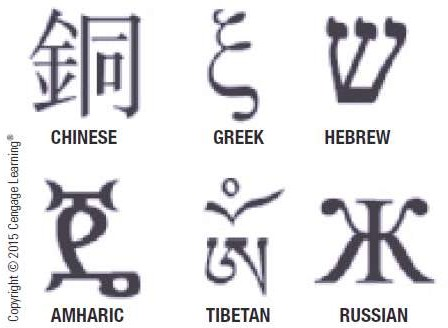 銅 ξ ש
CHINESE GREEK HEBREW
ༀ Ж
AMHARIC TIBETAN RUSSIAN
Copyright © 2015 Cengage Learning®